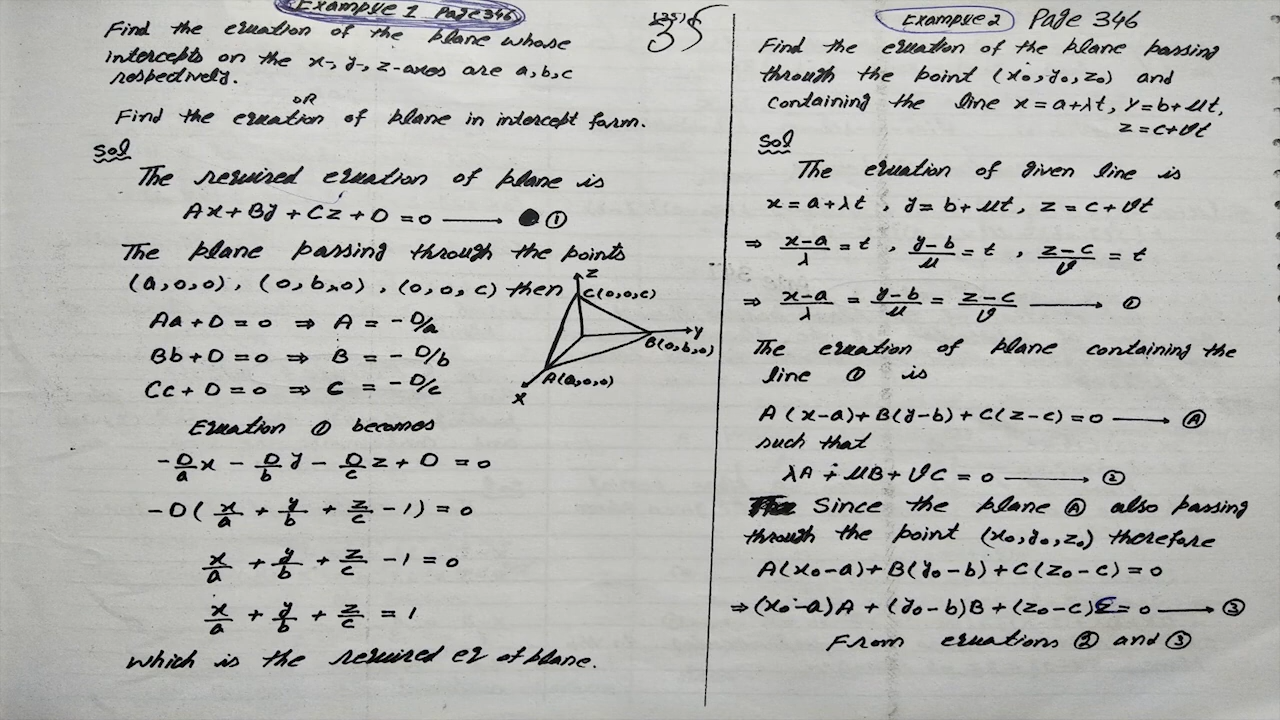 Example 1 Page 346
Find the equation of the plane whose
intercepts on the x-, y-, z-axes are a, b, c
respectively.
OR
Find the equation of plane in intercept form.
Sol
The required equation of plane is
Ax + By + Cz + D = 0 → ①
The plane passing through the points
(a,0,0), (0,b,0), (0,0,c) then
Aa + D = 0 ⇒ A = -D/a
Bb + D = 0 ⇒ B = -D/b
Cc + D = 0 ⇒ C = -D/c
Z
C(0,0,c)
Y
B(0,b,0)
A(a,0,0)
X
Equation ① becomes
-D/a x - D/b y - D/c z + D = 0
-D( x/a + y/b + z/c - 1) = 0
x/a + y/b + z/c - 1 = 0
x/a + y/b + z/c = 1
which is the required eq of plane.
35
Example 2 Page 346
Find the equation of the plane passing
through the point (x₀, y₀, z₀) and
containing the line x = a + λt, y = b + μt,
z = c + ϑt
Sol
The equation of given line is
x = a + λt, y = b + μt, z = c + ϑt
⇒ x-a/λ = t, y-b/μ = t, z-c/ϑ = t
⇒ x-a/λ = y-b/μ = z-c/ϑ → ①
The equation of plane containing the
line ① is
A(x-a) + B(y-b) + C(z-c) = 0 → Ⓐ
such that
λA + μB + ϑC = 0 → ②
Since the plane Ⓐ also passing
through the point (x₀, y₀, z₀) therefore
A(x₀-a) + B(y₀-b) + C(z₀-c) = 0
⇒ (x₀-a)A + (y₀-b)B + (z₀-c)C = 0 → ③
From equations ② and ③